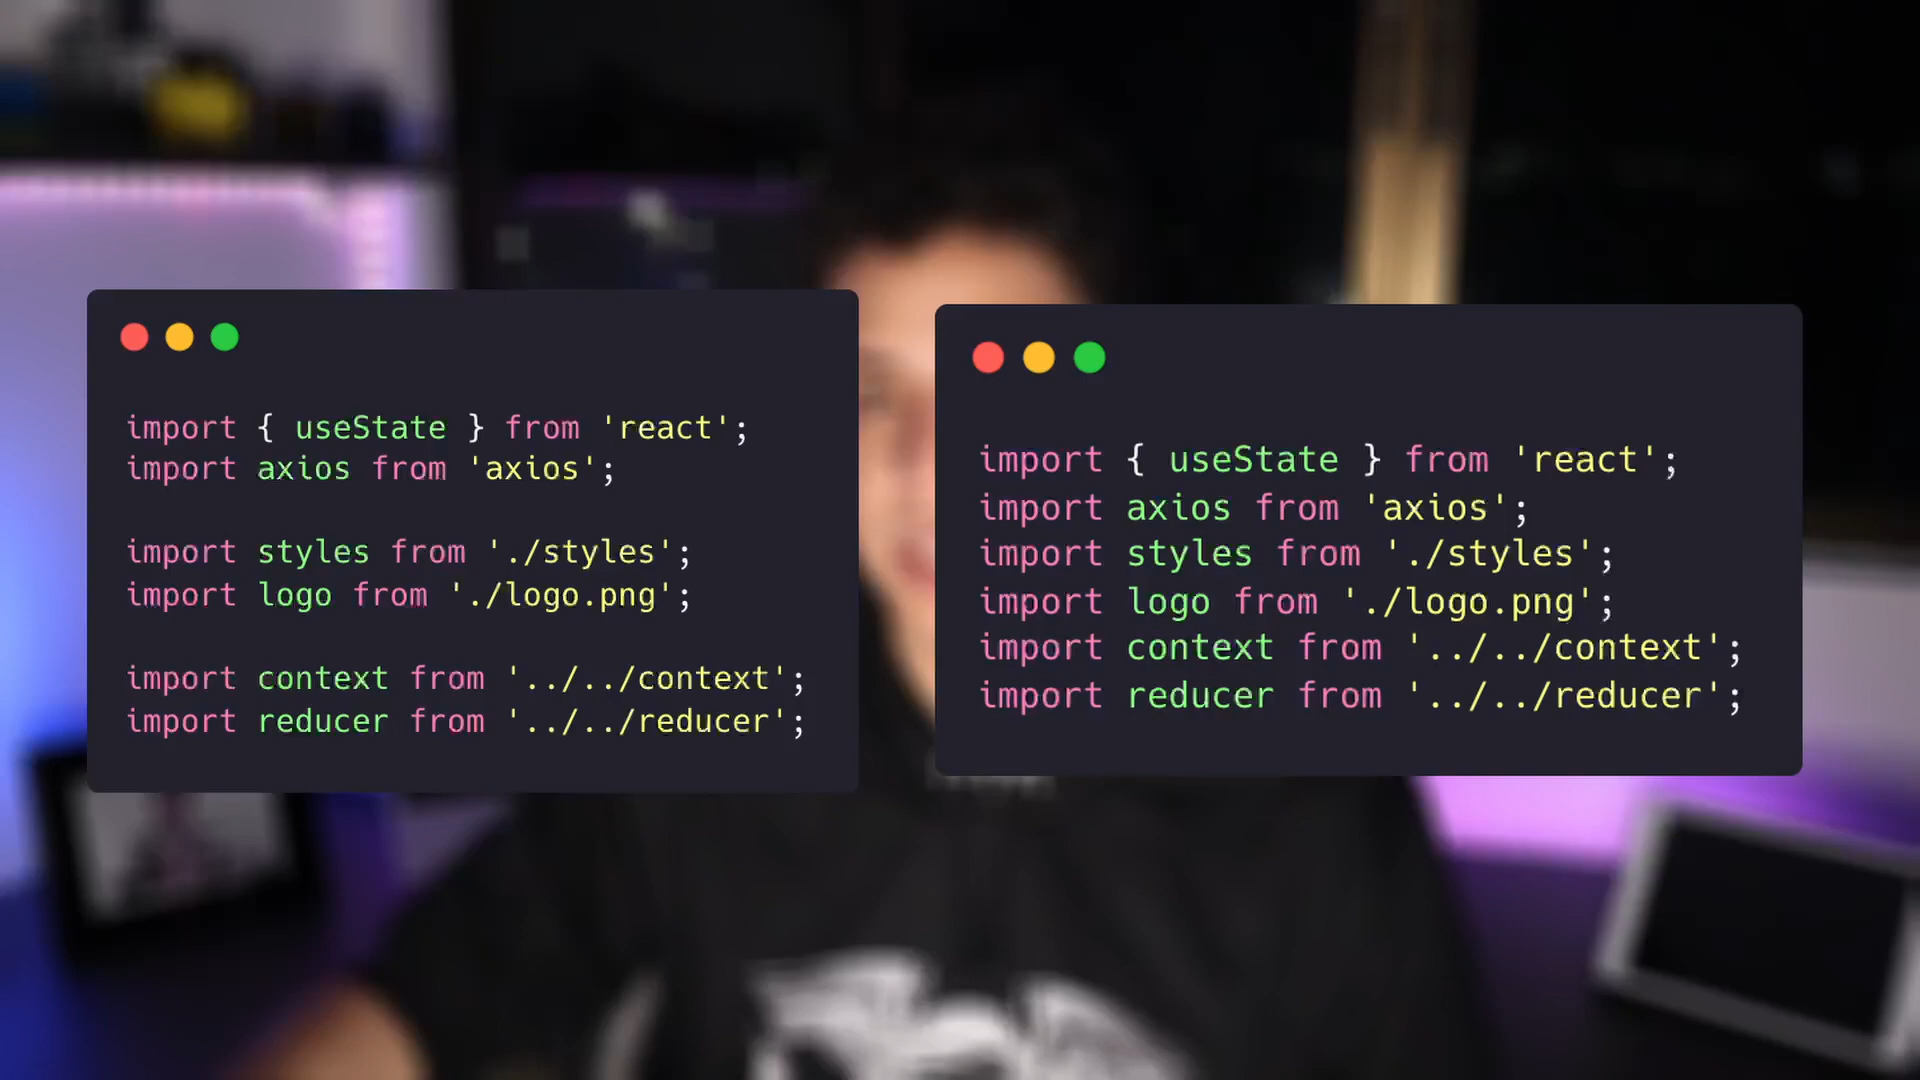 import { useState } from 'react';
import axios from 'axios';
import styles from './styles';
import logo from './logo.png';
import context from '../../context';
import reducer from '../../reducer';
import { useState } from 'react';
import axios from 'axios';
import styles from './styles';
import logo from './logo.png';
import context from '../../context';
import reducer from '../../reducer';